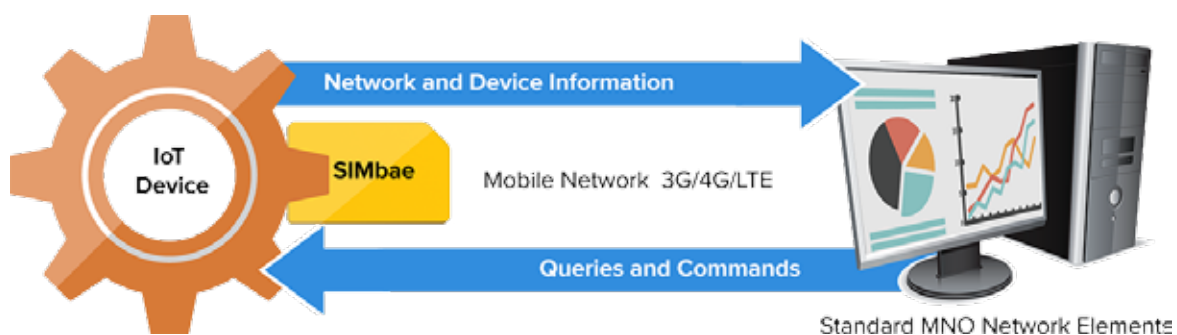 Network and Device Information
IoT
Device
SIMbae
Mobile Network 3G/4G/LTE
Queries and Commands
Standard MNO Network Elements